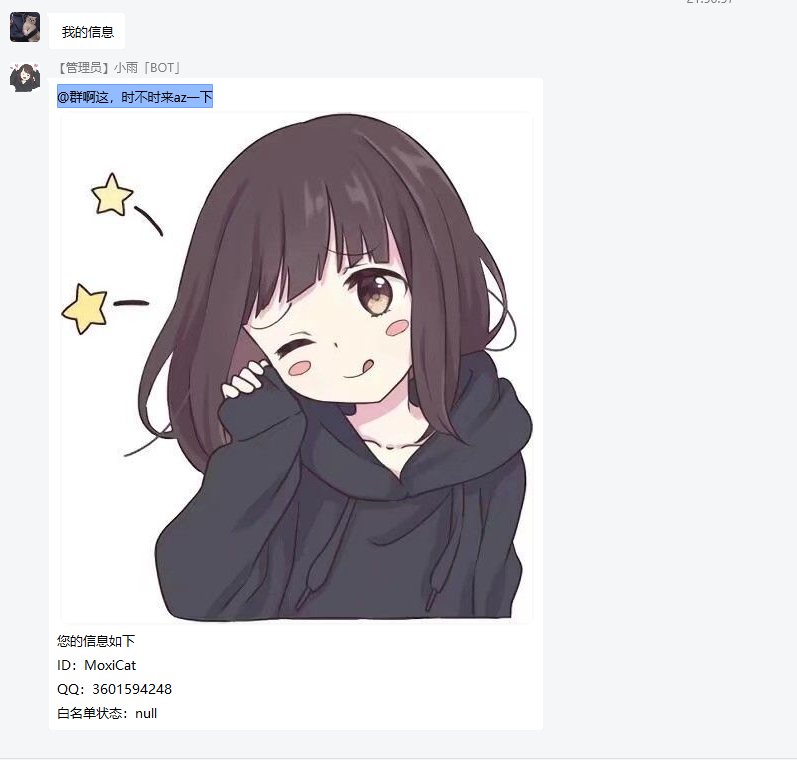 我的信息
【管理员】小雨「BOT」
@群啊这，时不时来az一下
您的信息如下
ID：MoxiCat
QQ：3601594248
白名单状态：null